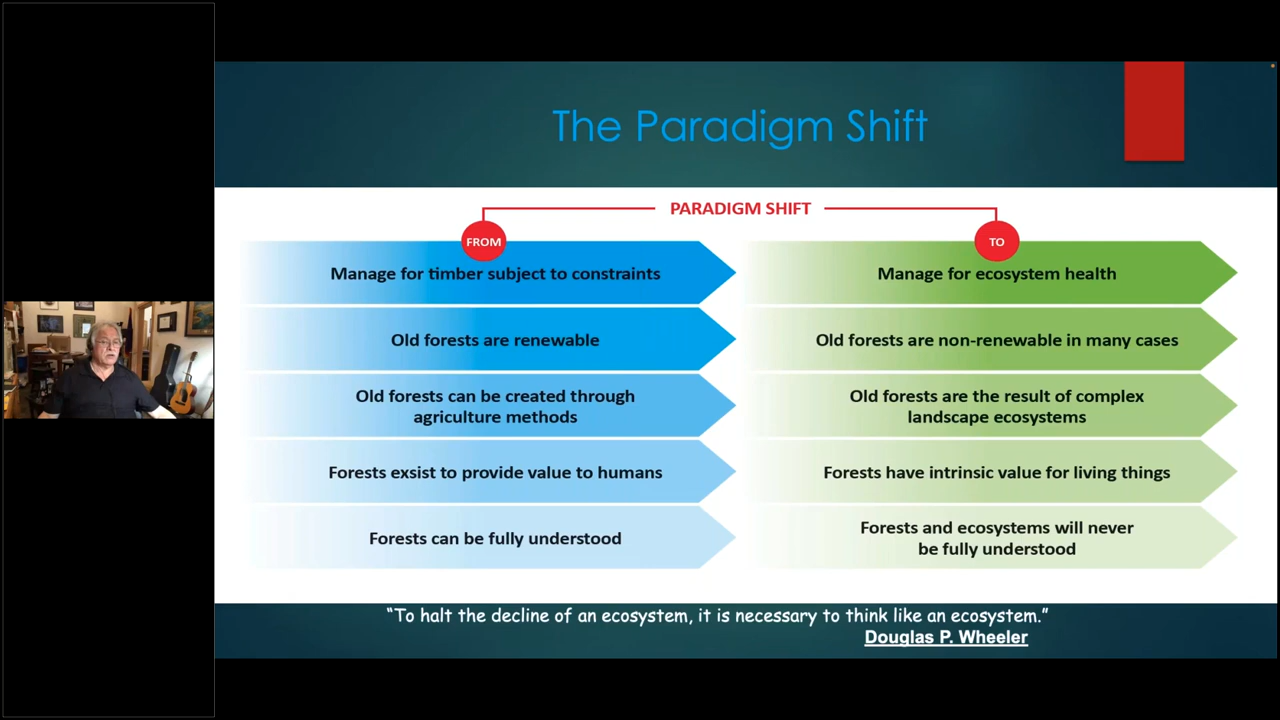 The Paradigm Shift
PARADIGM SHIFT
FROM
TO
Manage for timber subject to constraints
Manage for ecosystem health
Old forests are renewable
Old forests are non-renewable in many cases
Old forests can be created through
agriculture methods
Old forests are the result of complex
landscape ecosystems
Forests exsist to provide value to humans
Forests have intrinsic value for living things
Forests can be fully understood
Forests and ecosystems will never
be fully understood
“To halt the decline of an ecosystem, it is necessary to think like an ecosystem.”
Douglas P. Wheeler